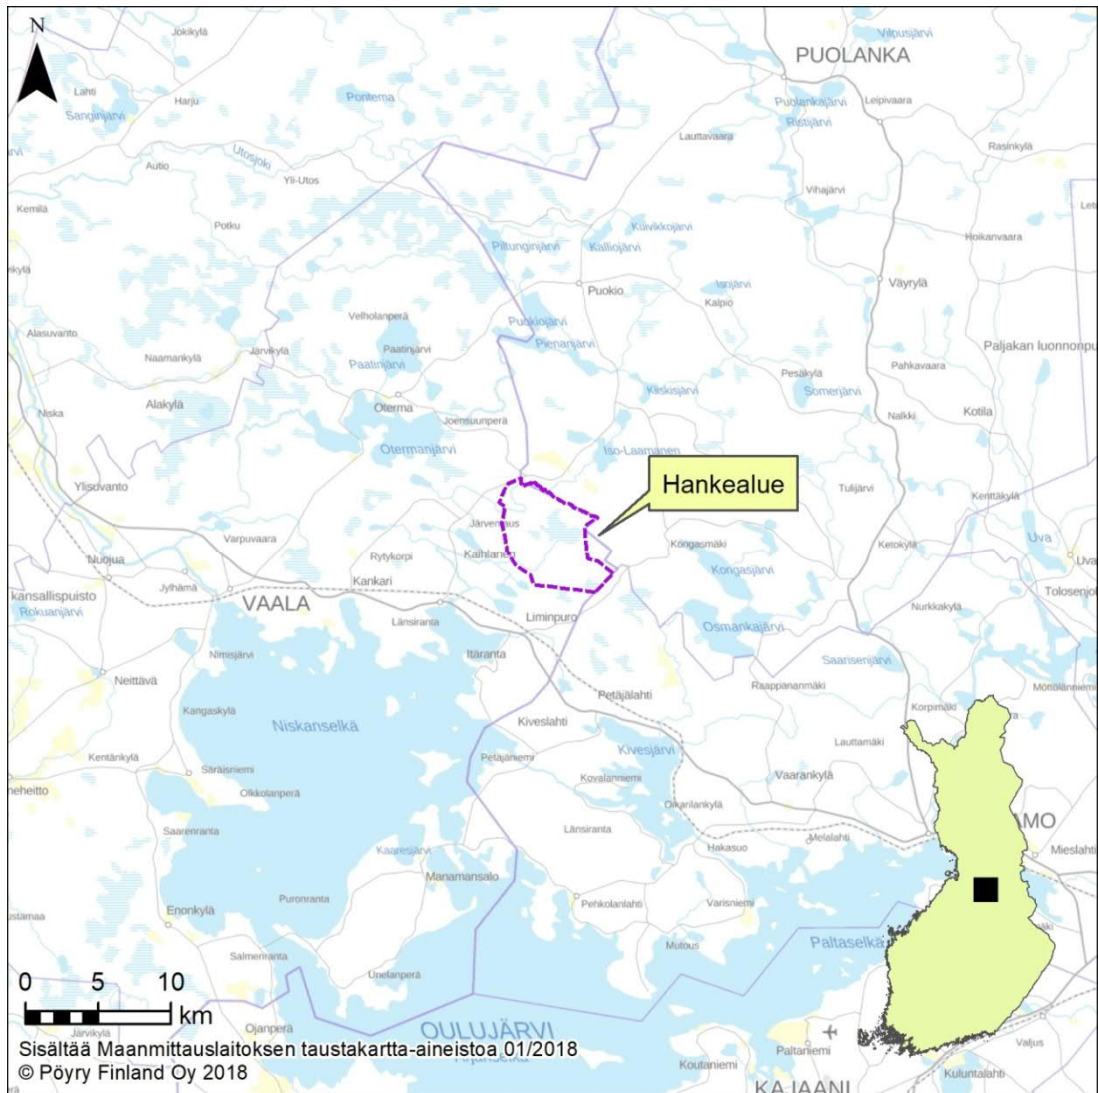 N
Jokikylä
Vilpusjärvi
PUOLANKA
Lahti
Harju
Pontema
Puolankajärvi
Leipivaara
Sanginjärvi
Ristijärvi
Lauttavaara
Utosjoki
Rasinkylä
Autio
Yli-Utos
Vihajärvi
Kemilä
Potku
Kuivikkojärvi
Piltunginjärvi
Kalliojärvi
Hoikanvaara
Puokio
Isojärvi
Väyrylä
Kalpio
Velholanperä
Puokiojärvi
Alasuvanto
Pienanjärvi
Paljakan luonnonpu
Naamankylä
Järvikylä
Paatinjärvi
Paatinjärvi
Pesäkylä
Pahkavaara
Kiiskisjärvi
Somerjärvi
Alakylä
Oterma
Niska
Joensuunperä
Nalkki
Kotila
Otermanjärvi
Iso-Laamanen
Hankealue
Ylisuvanto
Tulijärvi
Kenttäkylä
Järventaus
Varpuvaara
Uva
Kongasmäki
Ketokylä
Nuojua
Rytykorpi
Kaihlanen
Uva
Jylhämä
Kankari
Kongasjärvi
kansallispuisto
VAALA
Tolosenjo
Rokuanjärvi
Länsiranta
Liminpuro
Nurkkakylä
Osmankajärvi
Nimisjärvi
Itäranta
Saarisenjärvi
Neittävä
Petäjälahti
Raappananmäki
Möttölänniemi
Kangaskylä
Niskanselkä
Kiveslahti
Korpimäki
Kentänkylä
Petäjäniemi
Kivesjärvi
Lauttamäki
Säräisniemi
Kovalanniemi
Vaarankylä
neheitto
Olkkolanperä
Oikarilankylä
Saarenranta
Länsiranta
AMO
Melalahti
Kaaresjärvi
Hakasuo
Mieslahti
Manamansalo
Puronranta
Pehkolanlahti
Varisniemi
Enonkylä
Mutous
Paltaselkä
Salmenranta
Unelanperä
0 5 10
km
Järvikylä
Ojanperä
OULUJÄRVI
Paltaniemi
Valjus
Koutaniemi
Kuluntalahti
KAJAANI
Sisältää Maanmittauslaitoksen taustakartta-aineistoa 01/2018
© Pöyry Finland Oy 2018